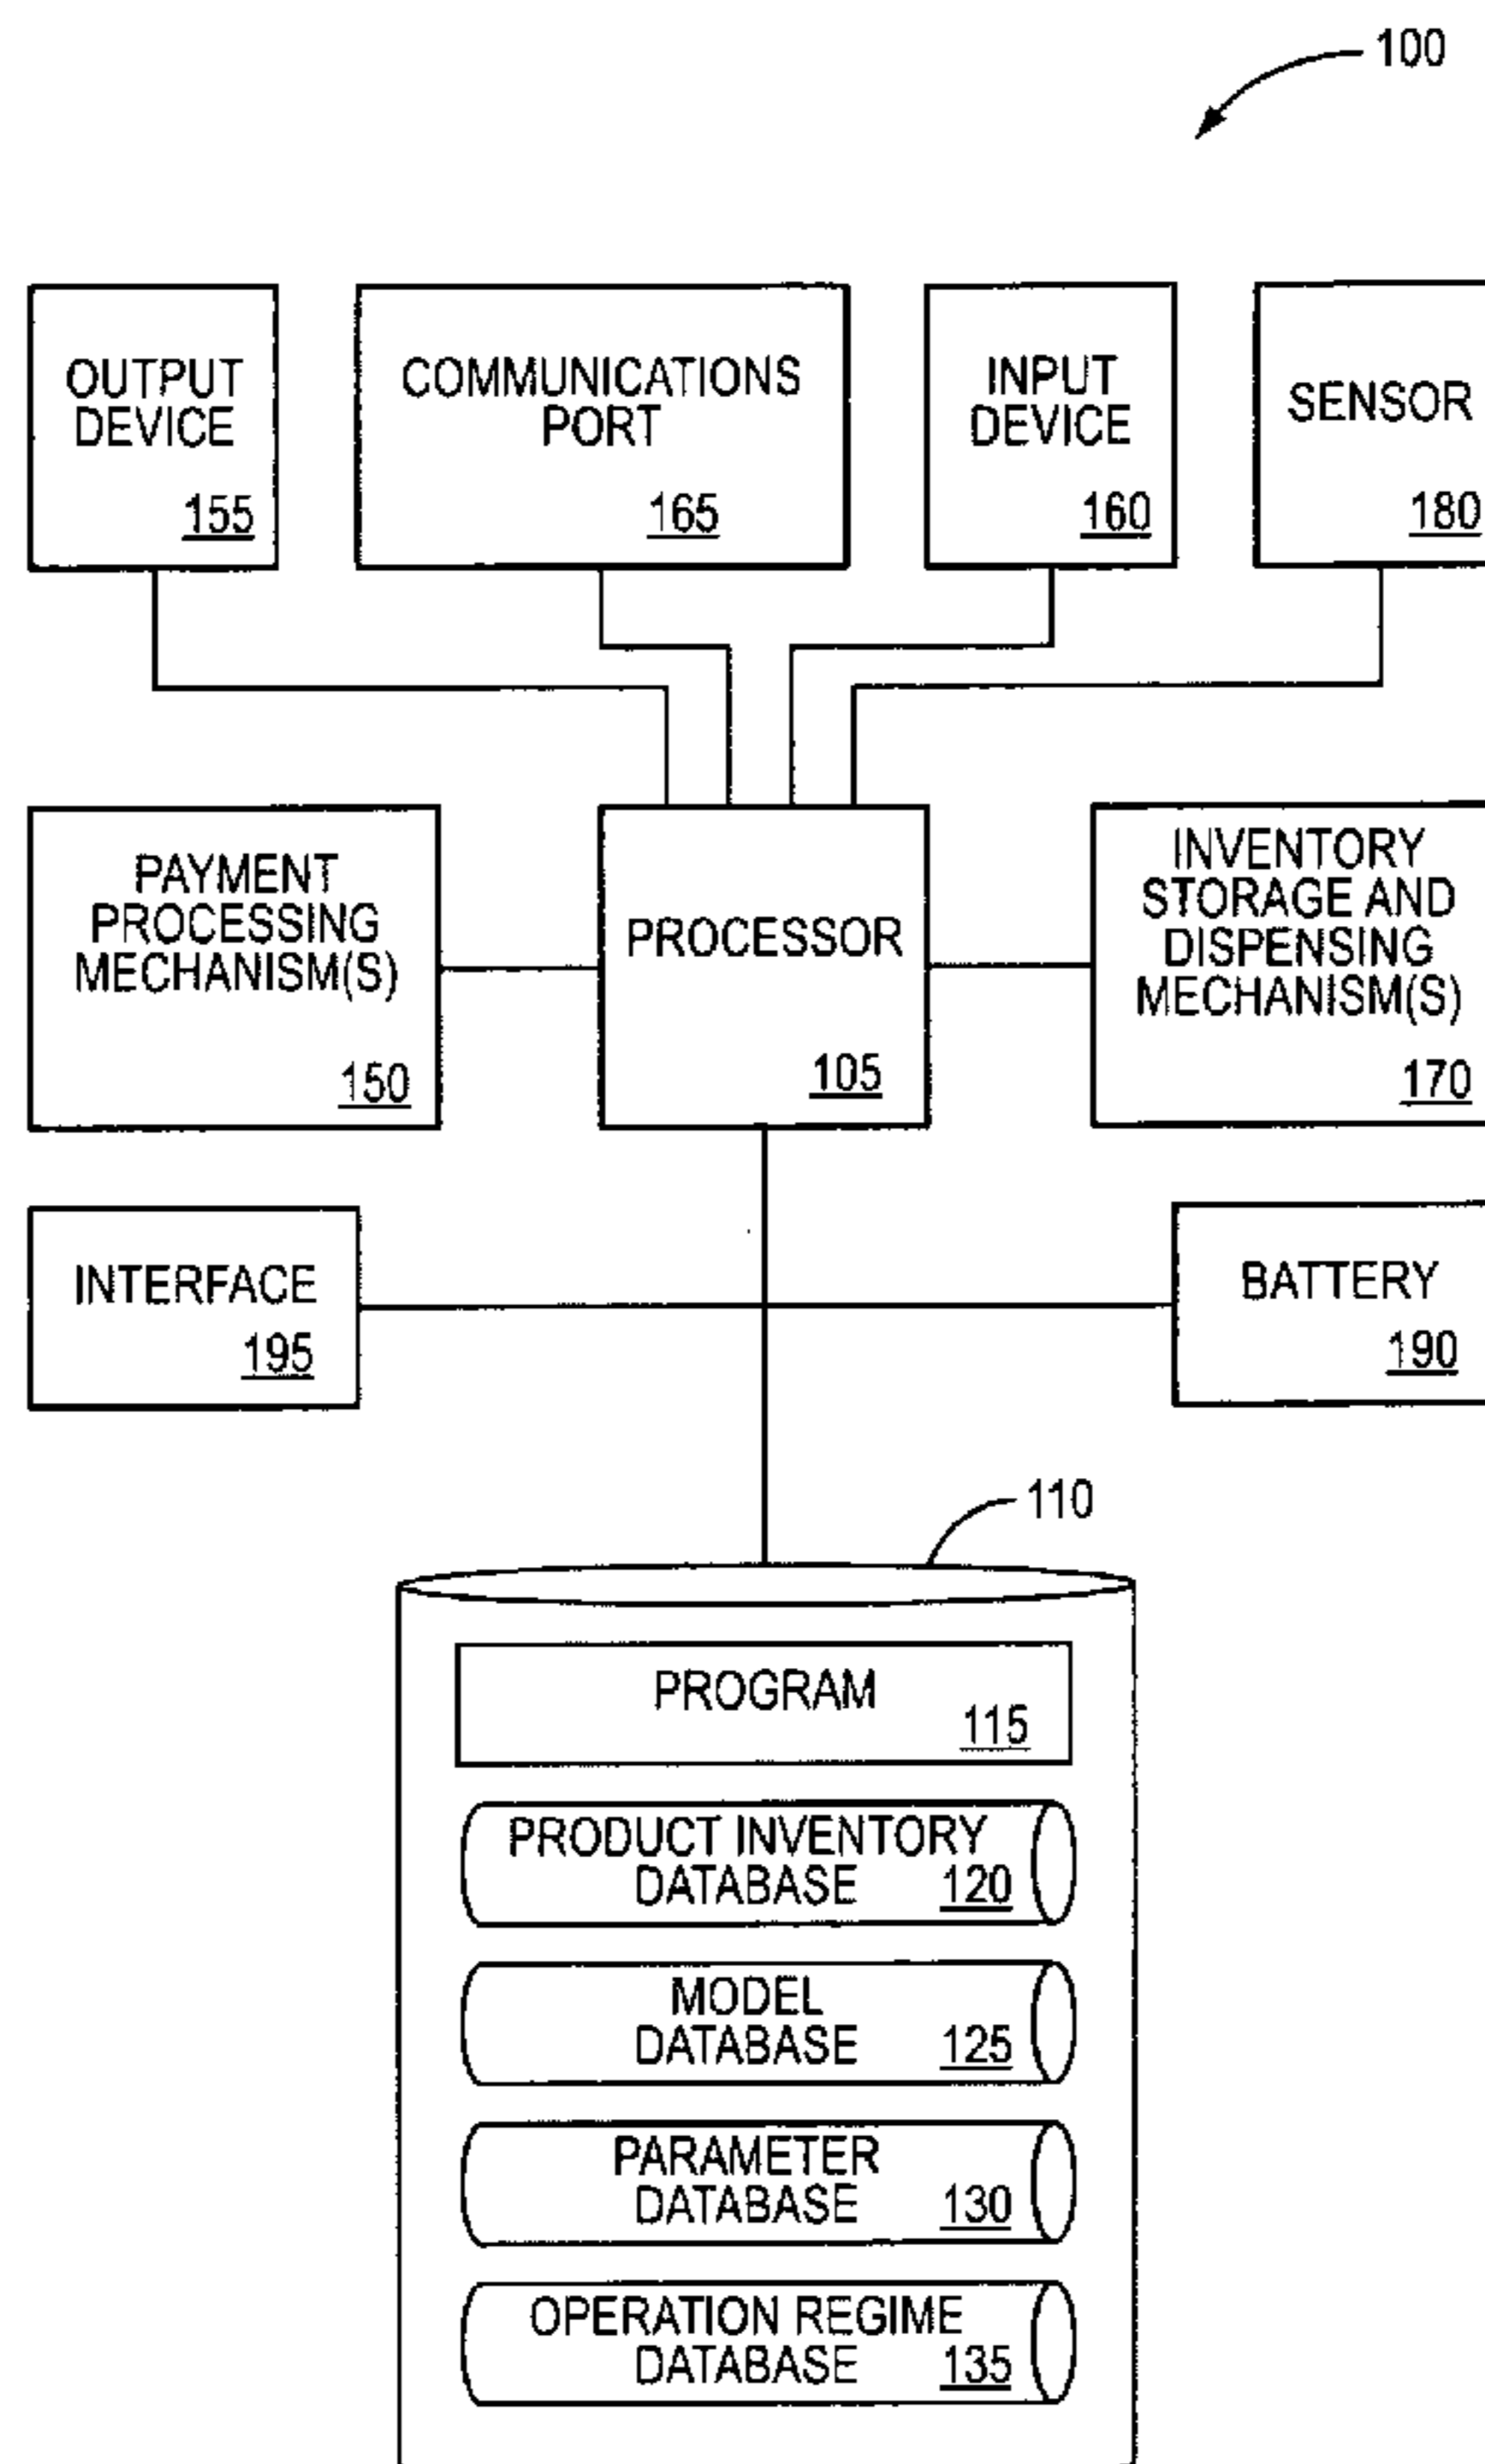 100
OUTPUT
DEVICE
155
COMMUNICATIONS
PORT
165
INPUT
DEVICE
160
SENSOR
180
PAYMENT
PROCESSING
MECHANISM(S)
150
PROCESSOR
105
INVENTORY
STORAGE AND
DISPENSING
MECHANISM(S)
170
INTERFACE
195
BATTERY
190
110
PROGRAM
115
PRODUCT INVENTORY
DATABASE 120
MODEL
DATABASE 125
PARAMETER
DATABASE 130
OPERATION REGIME
DATABASE 135